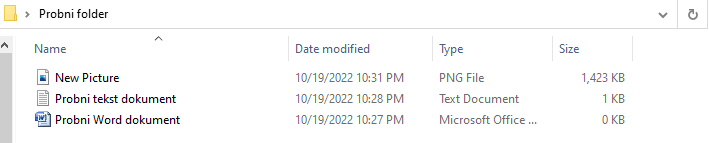 Probni folder
Name Date modified Type Size
New Picture 10/19/2022 10:31 PM PNG File 1,423 KB
Probni tekst dokument 10/19/2022 10:28 PM Text Document 1 KB
Probni Word dokument 10/19/2022 10:27 PM Microsoft Office ... 0 KB